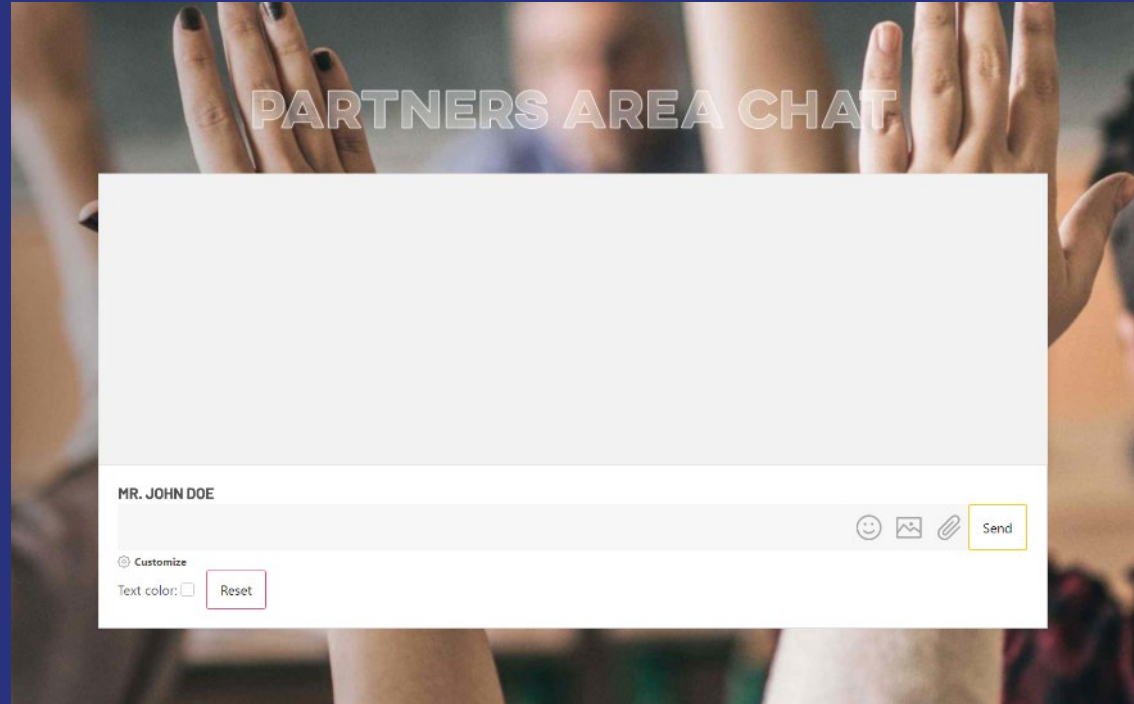 PARTNERS AREA CHAT
MR. JOHN DOE
Send
Customize
Text color:
Reset